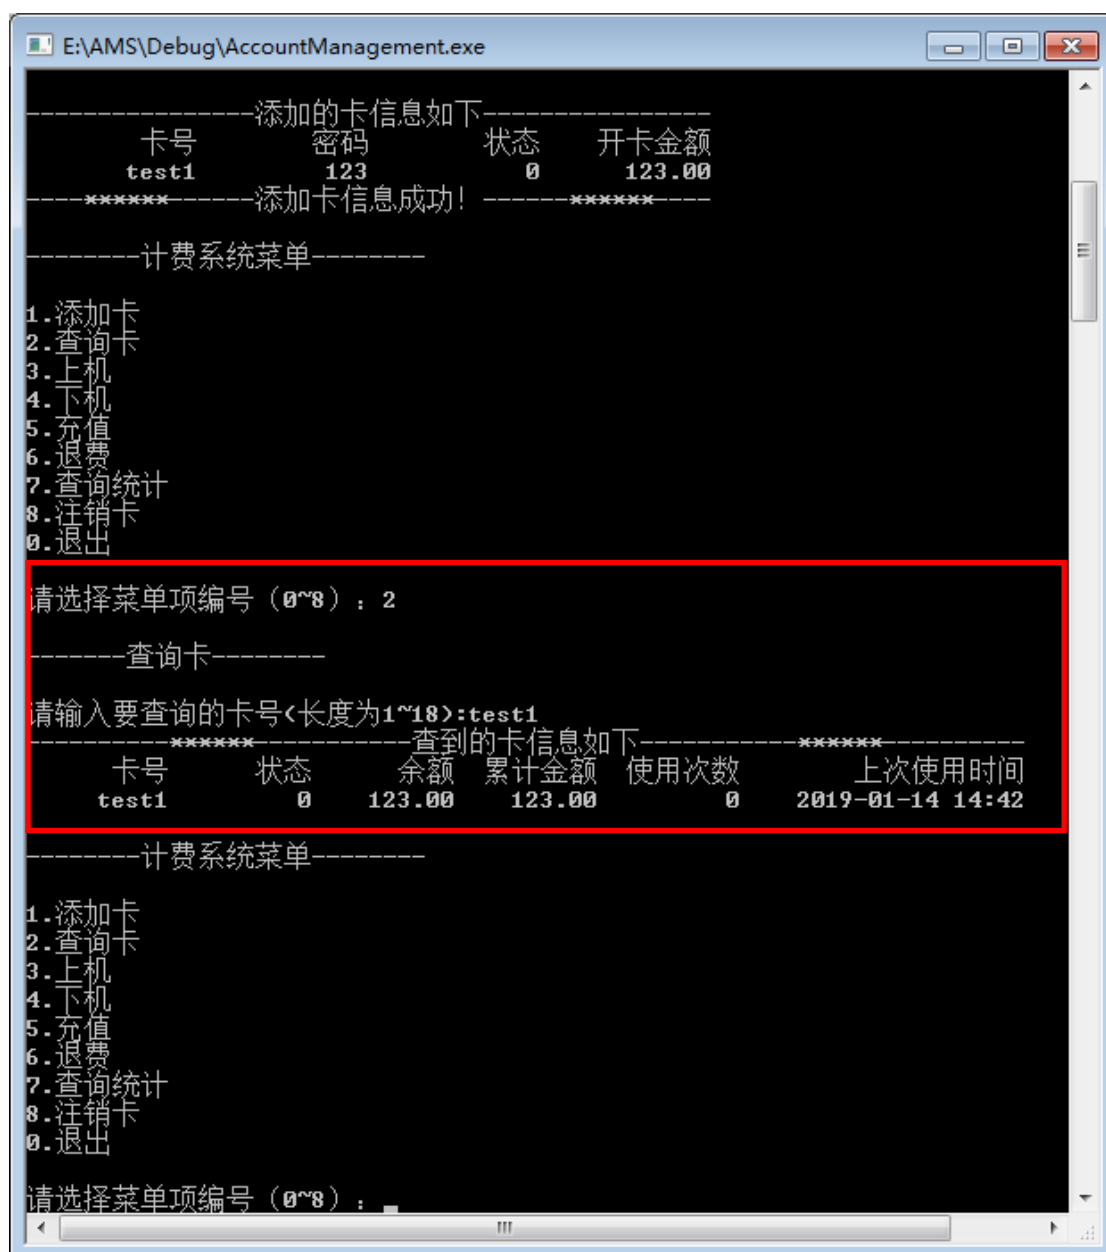 E:\AMS\Debug\AccountManagement.exe
----------------添加的卡信息如下----------------
卡号 密码 状态 开卡金额
test1 123 0 123.00
----******------添加卡信息成功! ------******----
--------计费系统菜单--------
1.添加卡
2.查询卡
3.上机
4.下机
5.充值
6.退费
7.查询统计
8.注销卡
0.退出
请选择菜单项编号（0~8）：2
-------查询卡--------
请输入要查询的卡号<长度为1~18>:test1
----------******-----------查到的卡信息如下-----------******----------
卡号 状态 余额 累计金额 使用次数 上次使用时间
test1 0 123.00 123.00 0 2019-01-14 14:42
--------计费系统菜单--------
1.添加卡
2.查询卡
3.上机
4.下机
5.充值
6.退费
7.查询统计
8.注销卡
0.退出
请选择菜单项编号（0~8）：